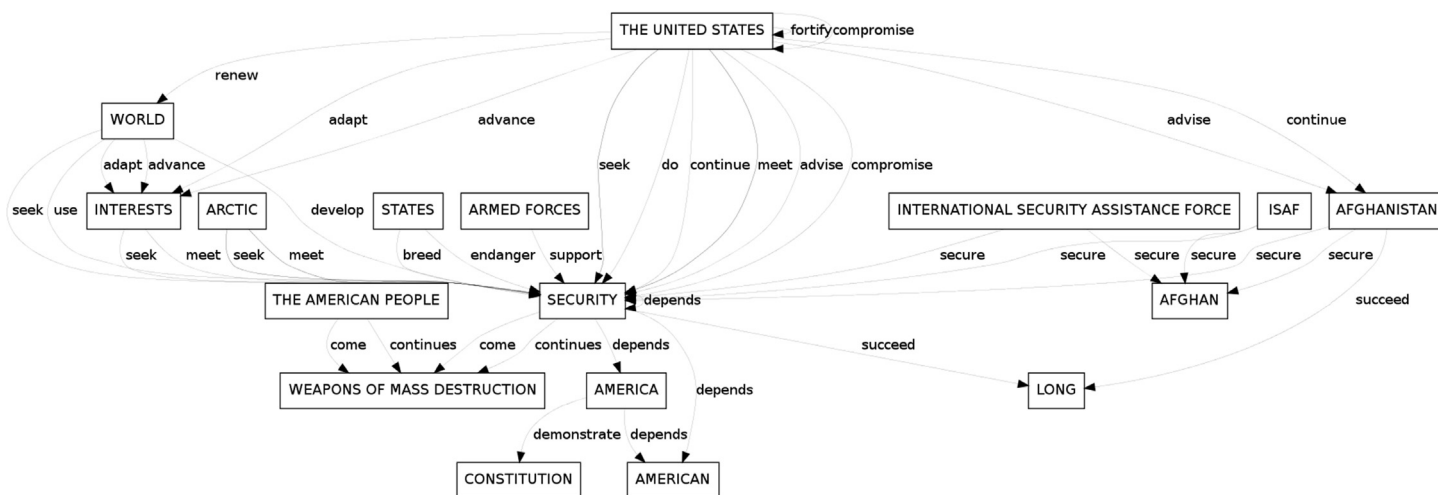 THE UNITED STATES
fortify compromise
renew
WORLD
adapt
advance
advise
continue
adapt advance
seek
do
continue
meet
advise
compromise
seek
use
INTERESTS
ARCTIC
develop
STATES
ARMED FORCES
INTERNATIONAL SECURITY ASSISTANCE FORCE
ISAF
AFGHANISTAN
seek
meet
seek
meet
breed
endanger
support
secure
secure
secure
secure
secure
secure
THE AMERICAN PEOPLE
SECURITY
depends
AFGHAN
succeed
come
continues
come
continues
depends
succeed
WEAPONS OF MASS DESTRUCTION
AMERICA
depends
LONG
demonstrate
depends
CONSTITUTION
AMERICAN